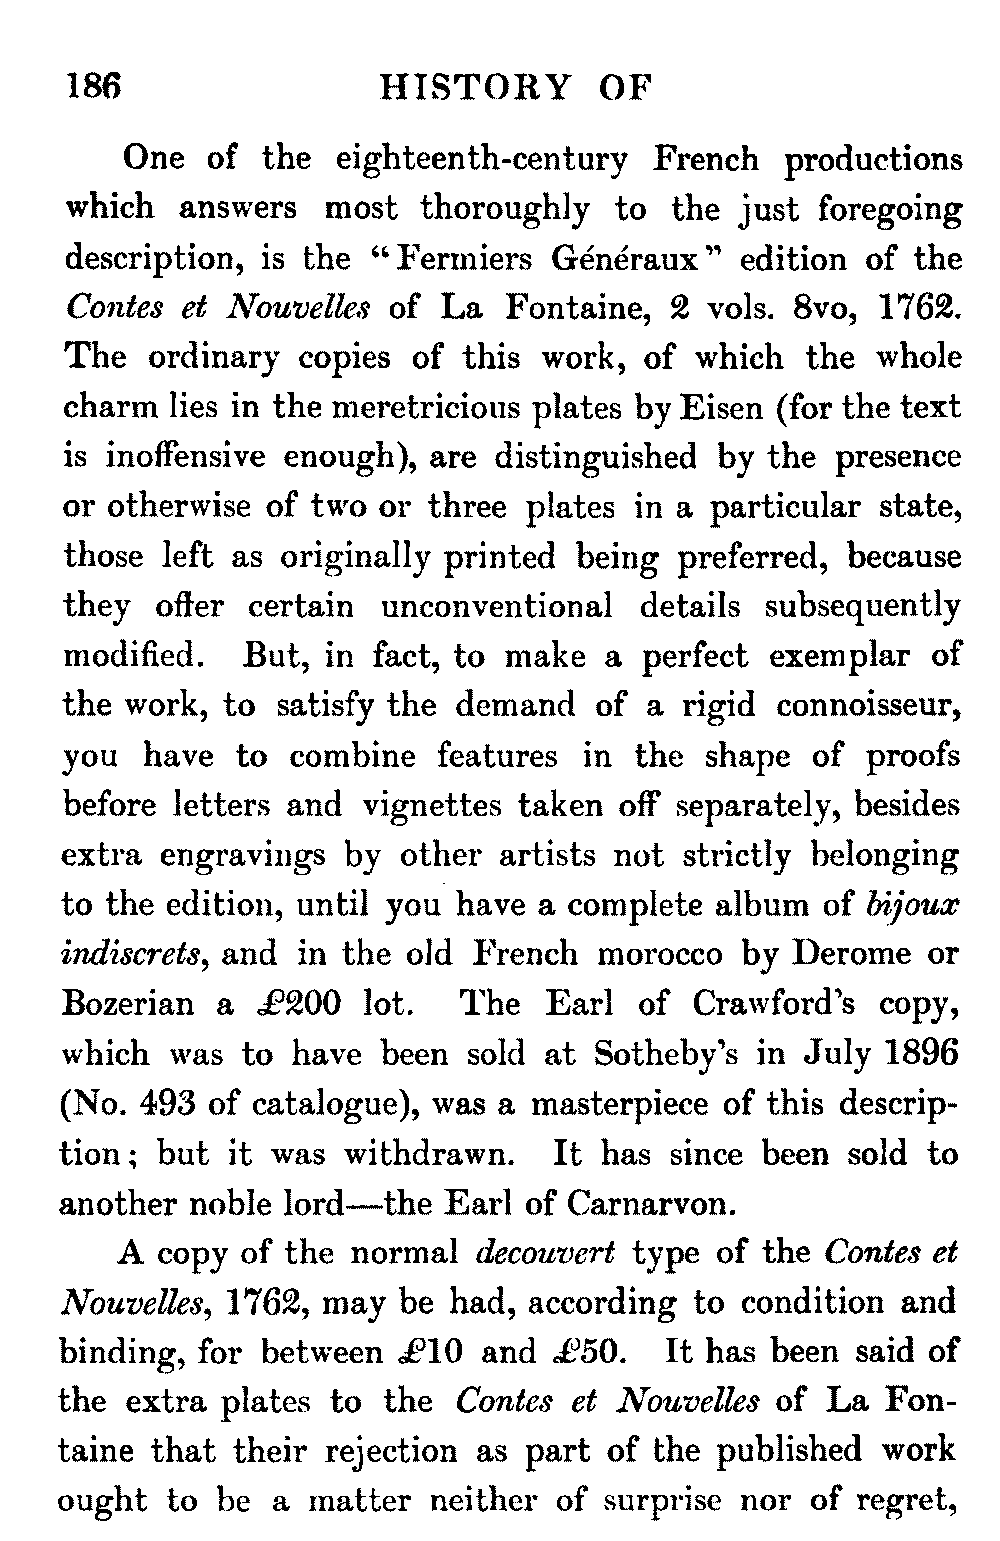 186 HISTORY OF
One of the eighteenth-century French productions
which answers most thoroughly to the just foregoing
description, is the “Fermiers Généraux” edition of the
Contes et Nouvelles of La Fontaine, 2 vols. 8vo, 1762.
The ordinary copies of this work, of which the whole
charm lies in the meretricious plates by Eisen (for the text
is inoffensive enough), are distinguished by the presence
or otherwise of two or three plates in a particular state,
those left as originally printed being preferred, because
they offer certain unconventional details subsequently
modified. But, in fact, to make a perfect exemplar of
the work, to satisfy the demand of a rigid connoisseur,
you have to combine features in the shape of proofs
before letters and vignettes taken off separately, besides
extra engravings by other artists not strictly belonging
to the edition, until you have a complete album of bijoux
indiscrets, and in the old French morocco by Derome or
Bozerian a £200 lot. The Earl of Crawford's copy,
which was to have been sold at Sotheby's in July 1896
(No. 493 of catalogue), was a masterpiece of this descrip-
tion; but it was withdrawn. It has since been sold to
another noble lord—the Earl of Carnarvon.
A copy of the normal decouvert type of the Contes et
Nouvelles, 1762, may be had, according to condition and
binding, for between £10 and £50. It has been said of
the extra plates to the Contes et Nouvelles of La Fon-
taine that their rejection as part of the published work
ought to be a matter neither of surprise nor of regret,